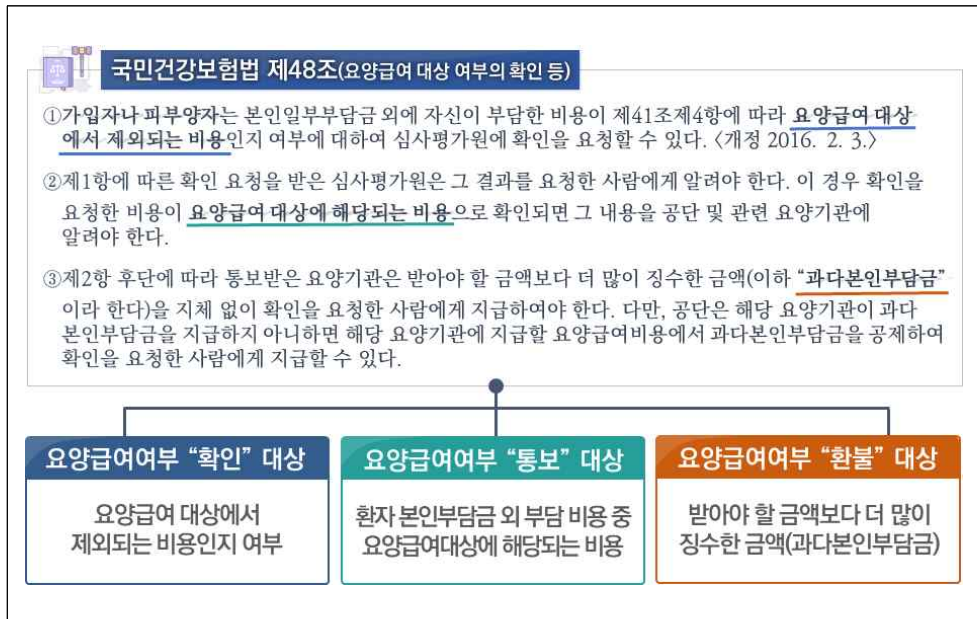 국민건강보험법 제48조(요양급여 대상 여부의 확인 등)
①가입자나 피부양자는 본인일부부담금 외에 자신이 부담한 비용이 제41조제4항에 따라 요양급여 대상
에서 제외되는 비용인지 여부에 대하여 심사평가원에 확인을 요청할 수 있다. <개정 2016. 2. 3.>
②제1항에 따른 확인 요청을 받은 심사평가원은 그 결과를 요청한 사람에게 알려야 한다. 이 경우 확인을
요청한 비용이 요양급여 대상에 해당되는 비용으로 확인되면 그 내용을 공단 및 관련 요양기관에
알려야 한다.
③제2항 후단에 따라 통보받은 요양기관은 받아야 할 금액보다 더 많이 징수한 금액(이하 “과다본인부담금”
이라 한다)을 지체 없이 확인을 요청한 사람에게 지급하여야 한다. 다만, 공단은 해당 요양기관이 과다
본인부담금을 지급하지 아니하면 해당 요양기관에 지급할 요양급여비용에서 과다본인부담금을 공제하여
확인을 요청한 사람에게 지급할 수 있다.
요양급여여부 “확인” 대상
요양급여 대상에서
제외되는 비용인지 여부
요양급여여부 “통보” 대상
환자 본인부담금 외 부담 비용 중
요양급여대상에 해당되는 비용
요양급여여부 “환불” 대상
받아야 할 금액보다 더 많이
징수한 금액(과다본인부담금)